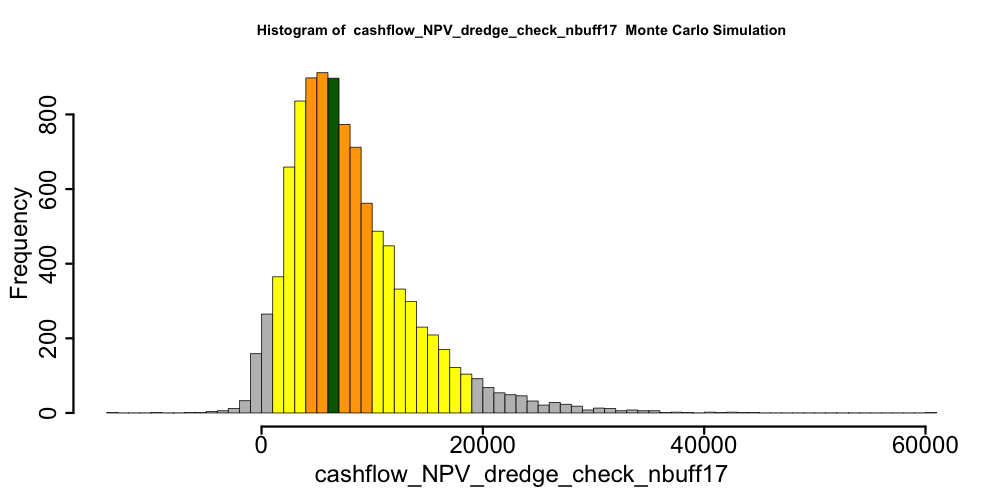 Histogram of  cashflow_NPV_dredge_check_nbuff17  Monte Carlo Simulation
Frequency
800
600
400
200
0
0 20000 40000 60000
cashflow_NPV_dredge_check_nbuff17